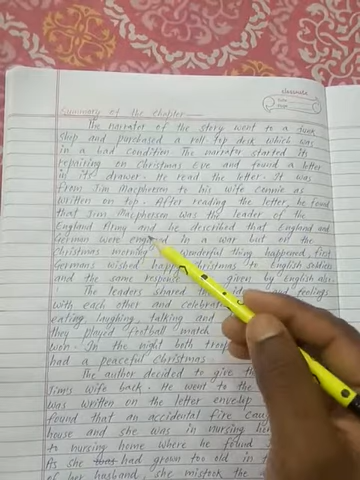 classmate
Date
Page
Summary of the Chapter
The narrator of the story went to a Junk
Shop and purchased a roll top desk which was
in a bad condition. The narrator started it
repairing on Christmas Eve and found a letter
in its drawer. He read the letter. It was
from Jim Macpherson to his wife Connie as
written on top. After reading the letter, he found
that Jim Macpherson was the leader of the
England Army and he described that England and
German were in a war but on the
Christmas morning wonderful thing happened, first
Germans wished happy Christmas to English soldiers
and the same response given by English also.
The leaders shared their feelings
with each other and
eating laughing, talking and
they played football match
won. In the night both
had a peaceful Christmas.
The author decided to give
Jim's wife back. He went to the
was written on the letter envelop
found that an accidental fire
house and she was in nursing
to nursing home where he found
As she had grown too old in
of her husband, she mistook the